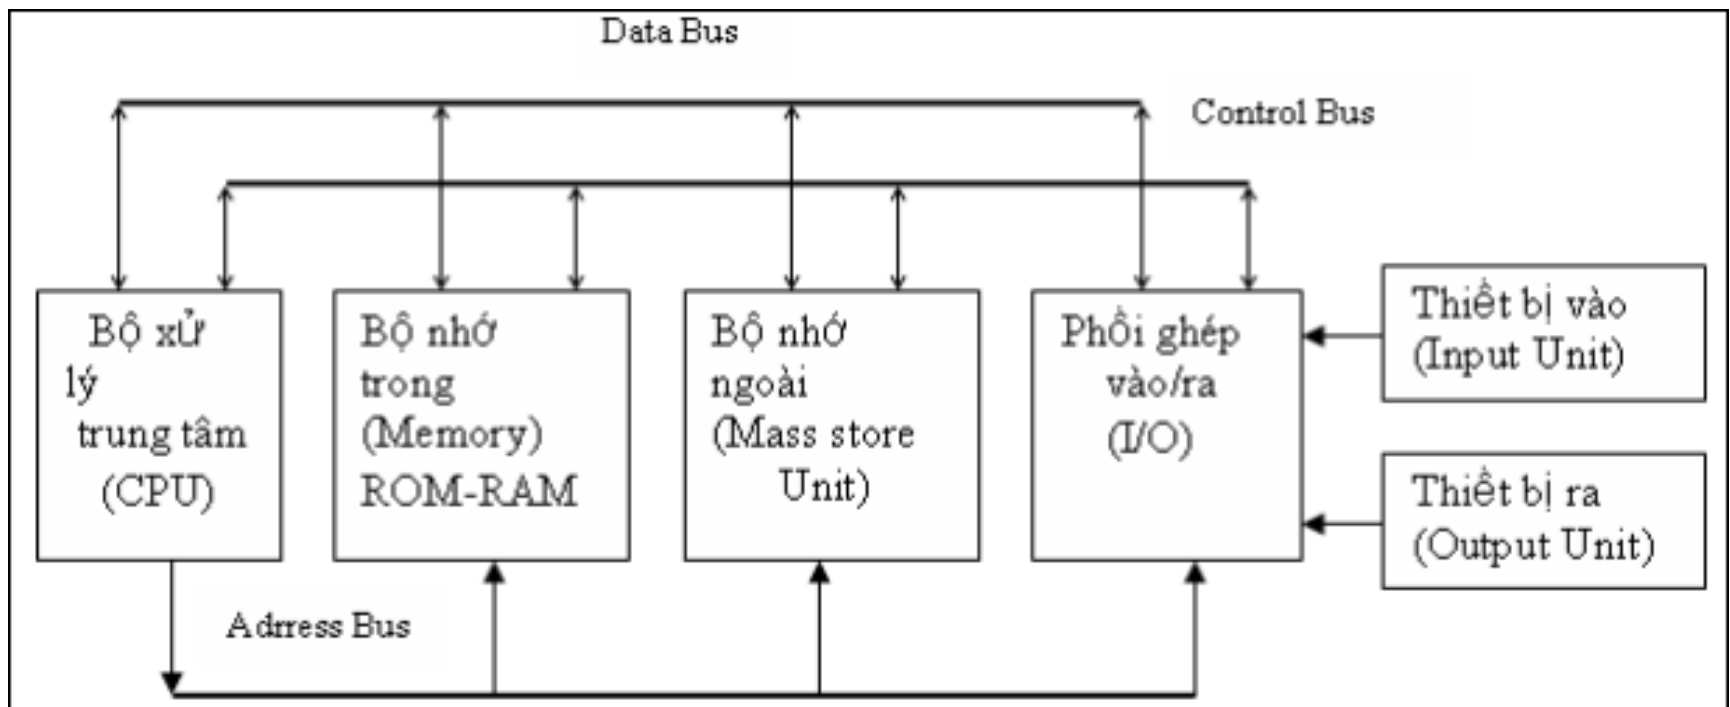 Data Bus
Control Bus
Bộ xử
lý
trung tâm
(CPU)
Bộ nhớ
trong
(Memory)
ROM-RAM
Bộ nhớ
ngoài
(Mass store
Unit)
Phối ghép
vào/ra
(I/O)
Thiết bị vào
(Input Unit)
Thiết bị ra
(Output Unit)
Adrress Bus